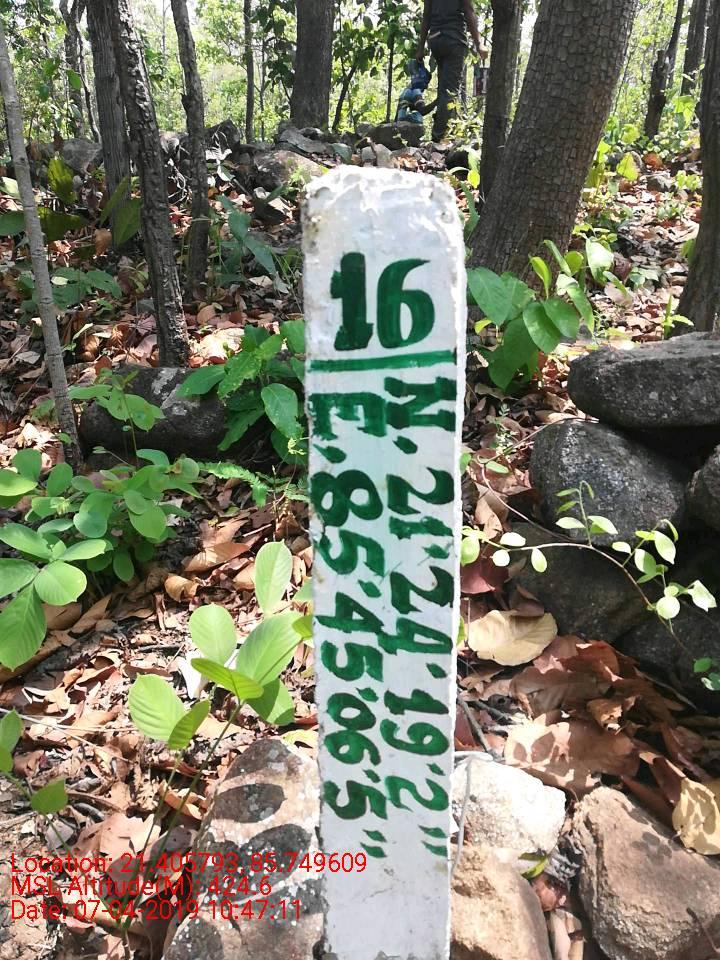 16
N. 21°24'19.2"
E. 85°45'06.5"
Location: 21.405793,85.749609
MSL Altitude(M): 424.6
Date: 07-04-2019 10:47:11